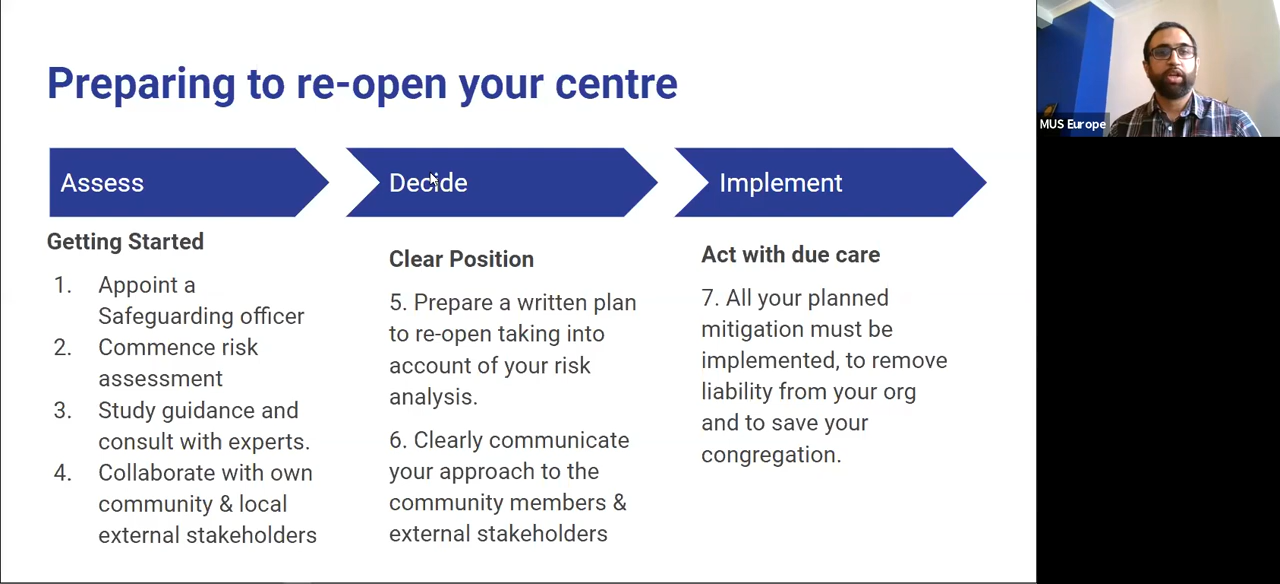 Preparing to re-open your centre
MUS Europe
Assess
Decide
Implement
Getting Started
1. Appoint a
Safeguarding officer
2. Commence risk
assessment
3. Study guidance and
consult with experts.
4. Collaborate with own
community & local
external stakeholders
Clear Position
5. Prepare a written plan
to re-open taking into
account of your risk
analysis.
6. Clearly communicate
your approach to the
community members &
external stakeholders
Act with due care
7. All your planned
mitigation must be
implemented, to remove
liability from your org
and to save your
congregation.